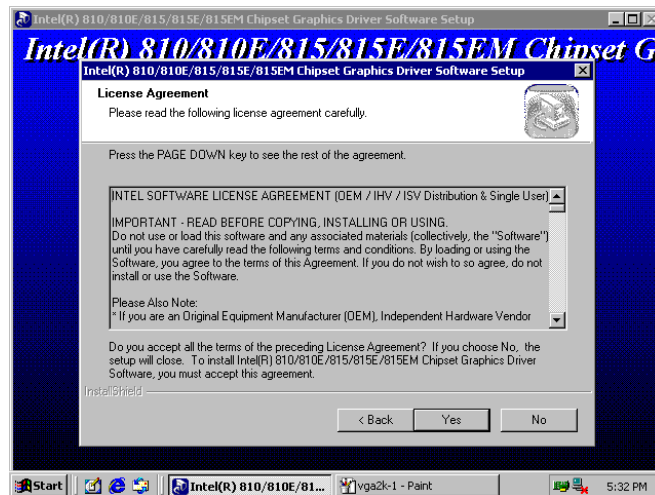 Intel(R) 810/810E/815/815E/815EM Chipset Graphics Driver Software Setup
Intel(R) 810/810E/815/815E/815EM Chipset G
Intel(R) 810/810E/815/815E/815EM Chipset Graphics Driver Software Setup
License Agreement
Please read the following license agreement carefully.
Press the PAGE DOWN key to see the rest of the agreement.
INTEL SOFTWARE LICENSE AGREEMENT (OEM / IHV / ISV Distribution & Single User)
IMPORTANT - READ BEFORE COPYING, INSTALLING OR USING.
Do not use or load this software and any associated materials (collectively, the "Software")
until you have carefully read the following terms and conditions. By loading or using the
Software, you agree to the terms of this Agreement. If you do not wish to so agree, do not
install or use the Software.
Please Also Note:
* If you are an Original Equipment Manufacturer (OEM), Independent Hardware Vendor
Do you accept all the terms of the preceding License Agreement? If you choose No, the
setup will close. To install Intel(R) 810/810E/815/815E/815EM Chipset Graphics Driver
Software, you must accept this agreement.
InstallShield
< Back Yes No
Start Intel(R) 810/810E/81... vga2k-1 - Paint 5:32 PM